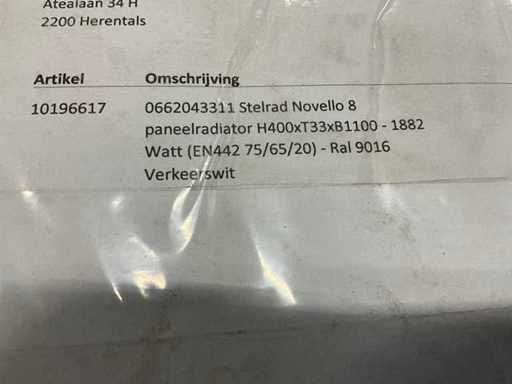 Atealaan 34 H
2200 Herentals
Artikel Omschrijving
10196617 0662043311 Stelrad Novello 8
paneelradiator H400xT33xB1100 - 1882
Watt (EN442 75/65/20) - Ral 9016
Verkeerswit